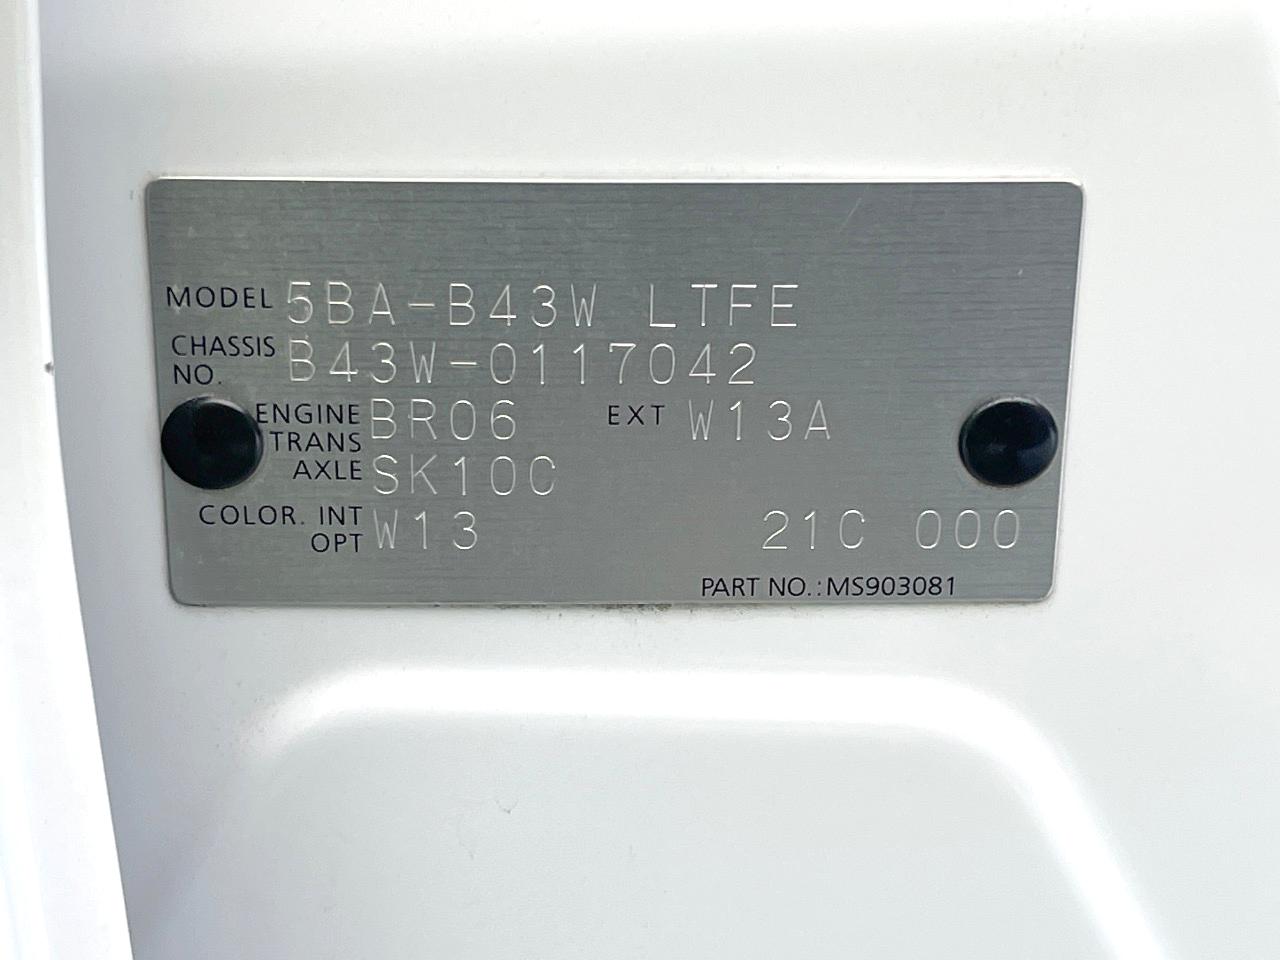 MODEL 5BA-B43W LTFE
CHASSIS NO. B43W-0117042
ENGINE BR06 EXT W13A
TRANS AXLE SK10C
COLOR. INT OPT W13 21C 000
PART NO.:MS903081